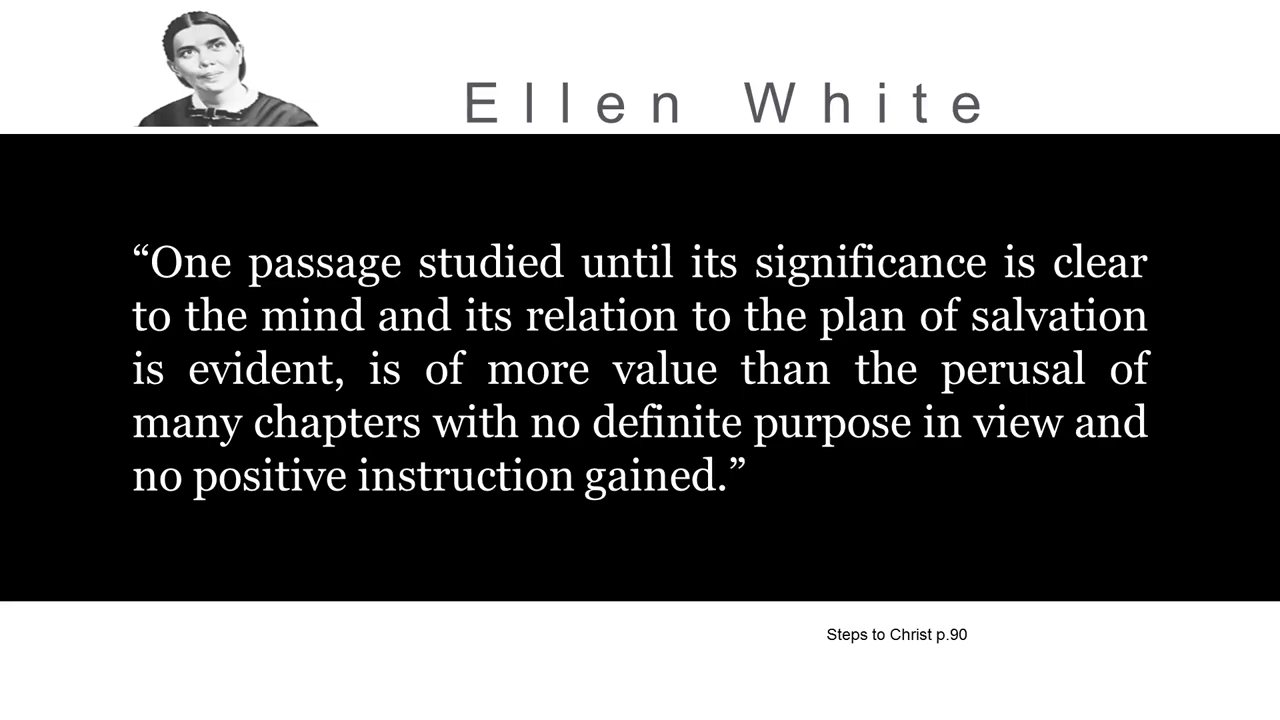 Ellen White
“One passage studied until its significance is clear
to the mind and its relation to the plan of salvation
is evident, is of more value than the perusal of
many chapters with no definite purpose in view and
no positive instruction gained.”
Steps to Christ p.90